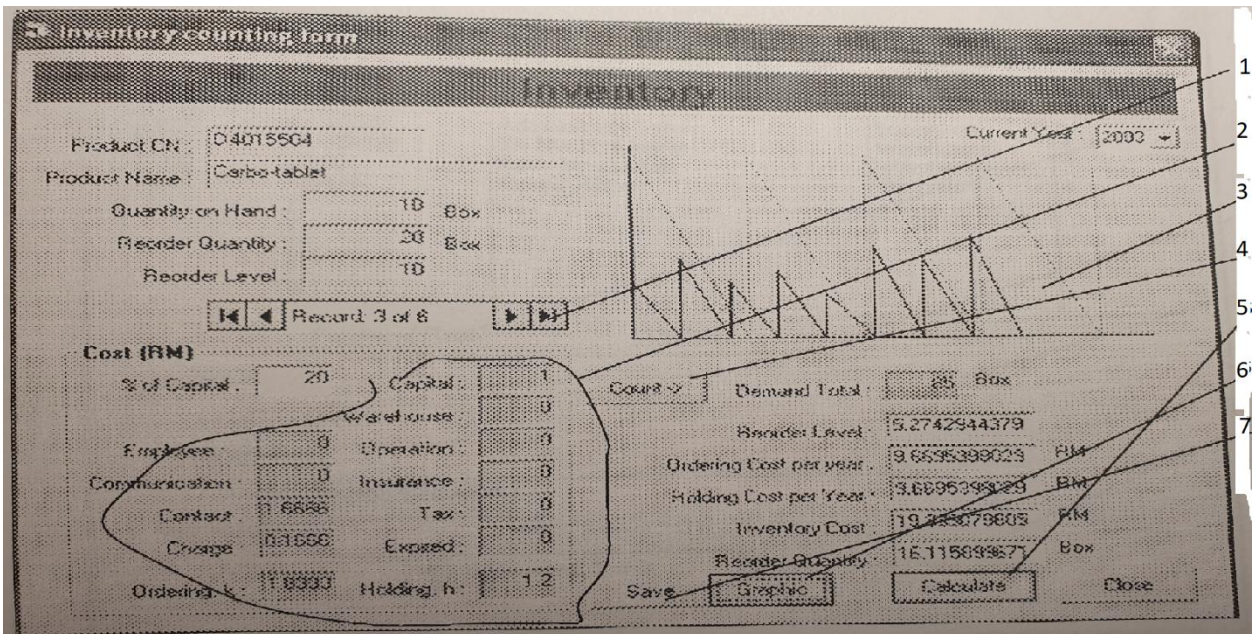 Inventory counting form
Inventory
1
Product CN : 04015504
Current Year : 2003
2
Product Name : Carbo-tablet
Quantity on Hand : 10 Box
3
Reorder Quantity : 20 Box
4
Reorder Level : 10
Record: 3 of 6
5a
Cost (RM)
% of Capital : 20 Capital : 1
Count -> Demand Total : Box
6
Warehouse : 0
Reorder Level : 5.2742944379
7
Employee : 0 Operation : 0
Ordering Cost per year : 9.6695399029 RM
Communication : 0 Insurance : 0
Holding Cost per Year : 9.6695399029 RM
Contact : 1.6666 Tax : 0
Inventory Cost : RM
Charge : 0.1666 Expired : 0
Reorder Quantity : Box
Ordering, k : 1.8333 Holding, h : 1.2
Save Graphic Calculate Close